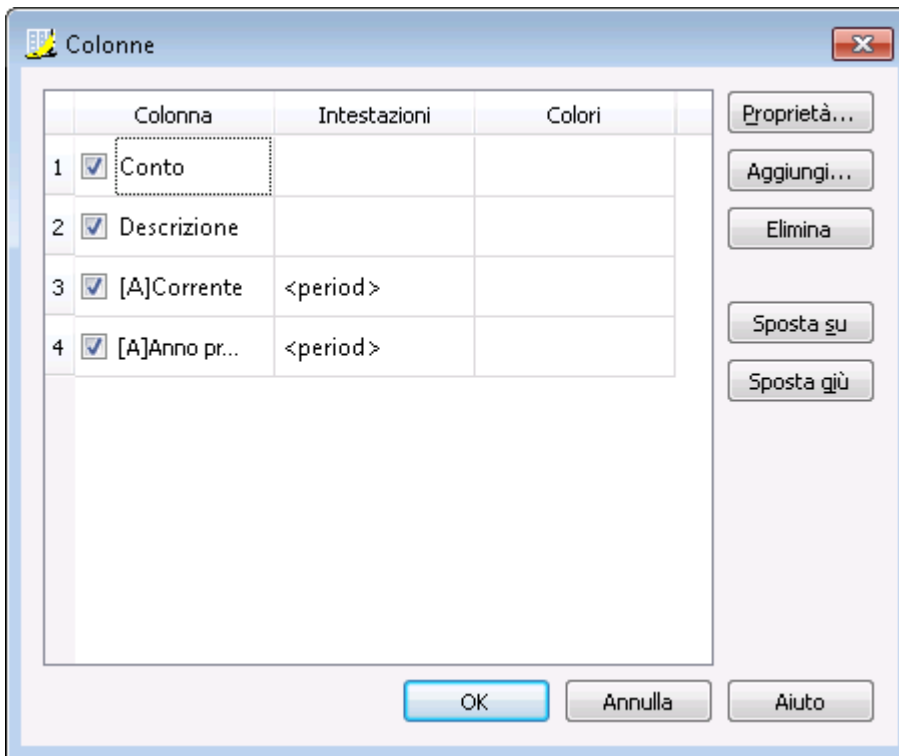 Colonne
Colonna Intestazioni Colori
1 Conto
2 Descrizione
3 [A]Corrente <period>
4 [A]Anno pr... <period>
Proprietà...
Aggiungi...
Elimina
Sposta su
Sposta giù
OK Annulla Aiuto